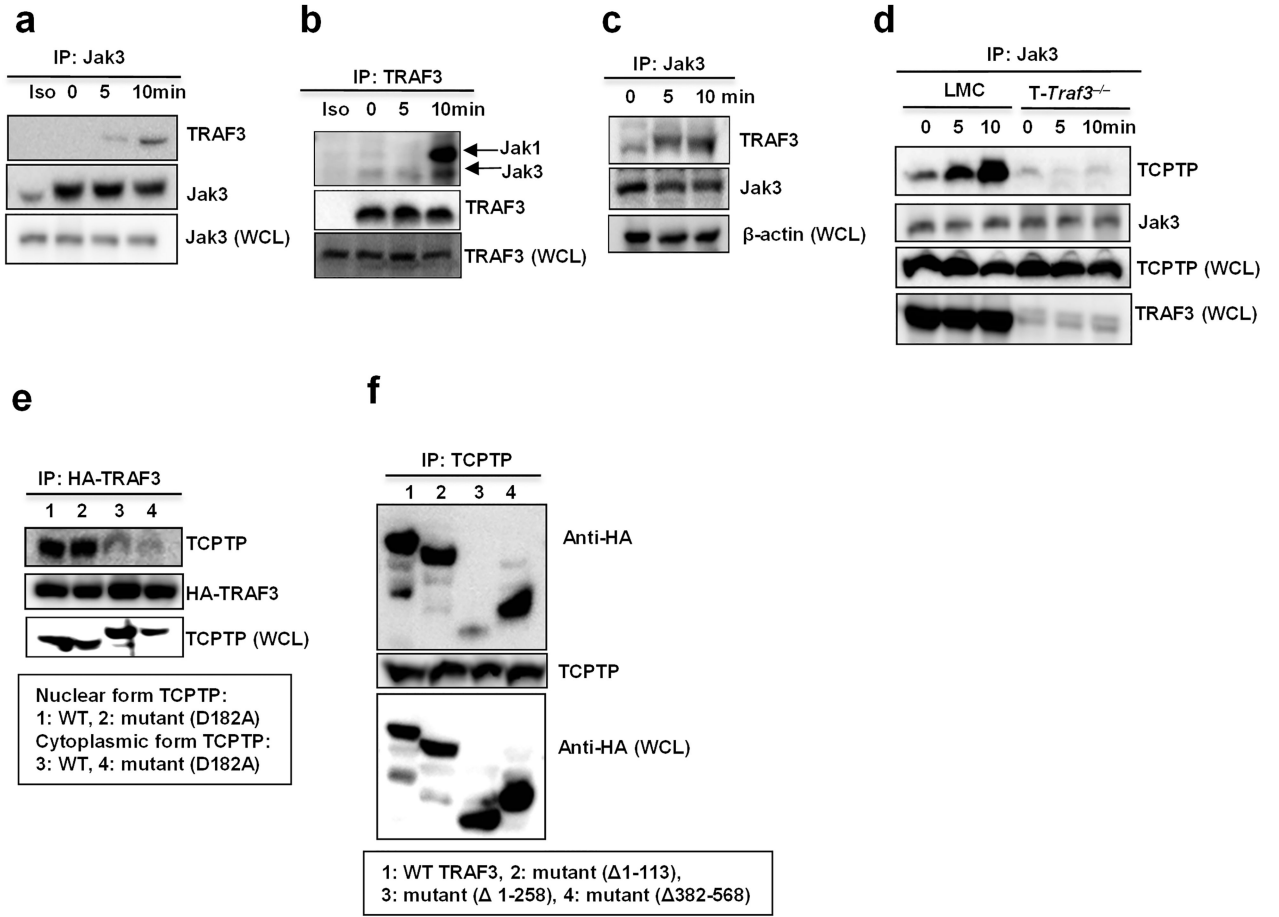 a
IP: Jak3
Iso 0 5 10min
TRAF3
Jak3
Jak3 (WCL)
b
IP: TRAF3
Iso 0 5 10min
Jak1
Jak3
TRAF3
TRAF3 (WCL)
c
IP: Jak3
0 5 10 min
TRAF3
Jak3
β-actin (WCL)
d
IP: Jak3
LMC T-Traf3–/–
0 5 10 0 5 10min
TCPTP
Jak3
TCPTP (WCL)
TRAF3 (WCL)
e
IP: HA-TRAF3
1 2 3 4
TCPTP
HA-TRAF3
TCPTP (WCL)
Nuclear form TCPTP:
1: WT, 2: mutant (D182A)
Cytoplasmic form TCPTP:
3: WT, 4: mutant (D182A)
f
IP: TCPTP
1 2 3 4
Anti-HA
TCPTP
Anti-HA (WCL)
1: WT TRAF3, 2: mutant (Δ1-113),
3: mutant (Δ 1-258), 4: mutant (Δ382-568)